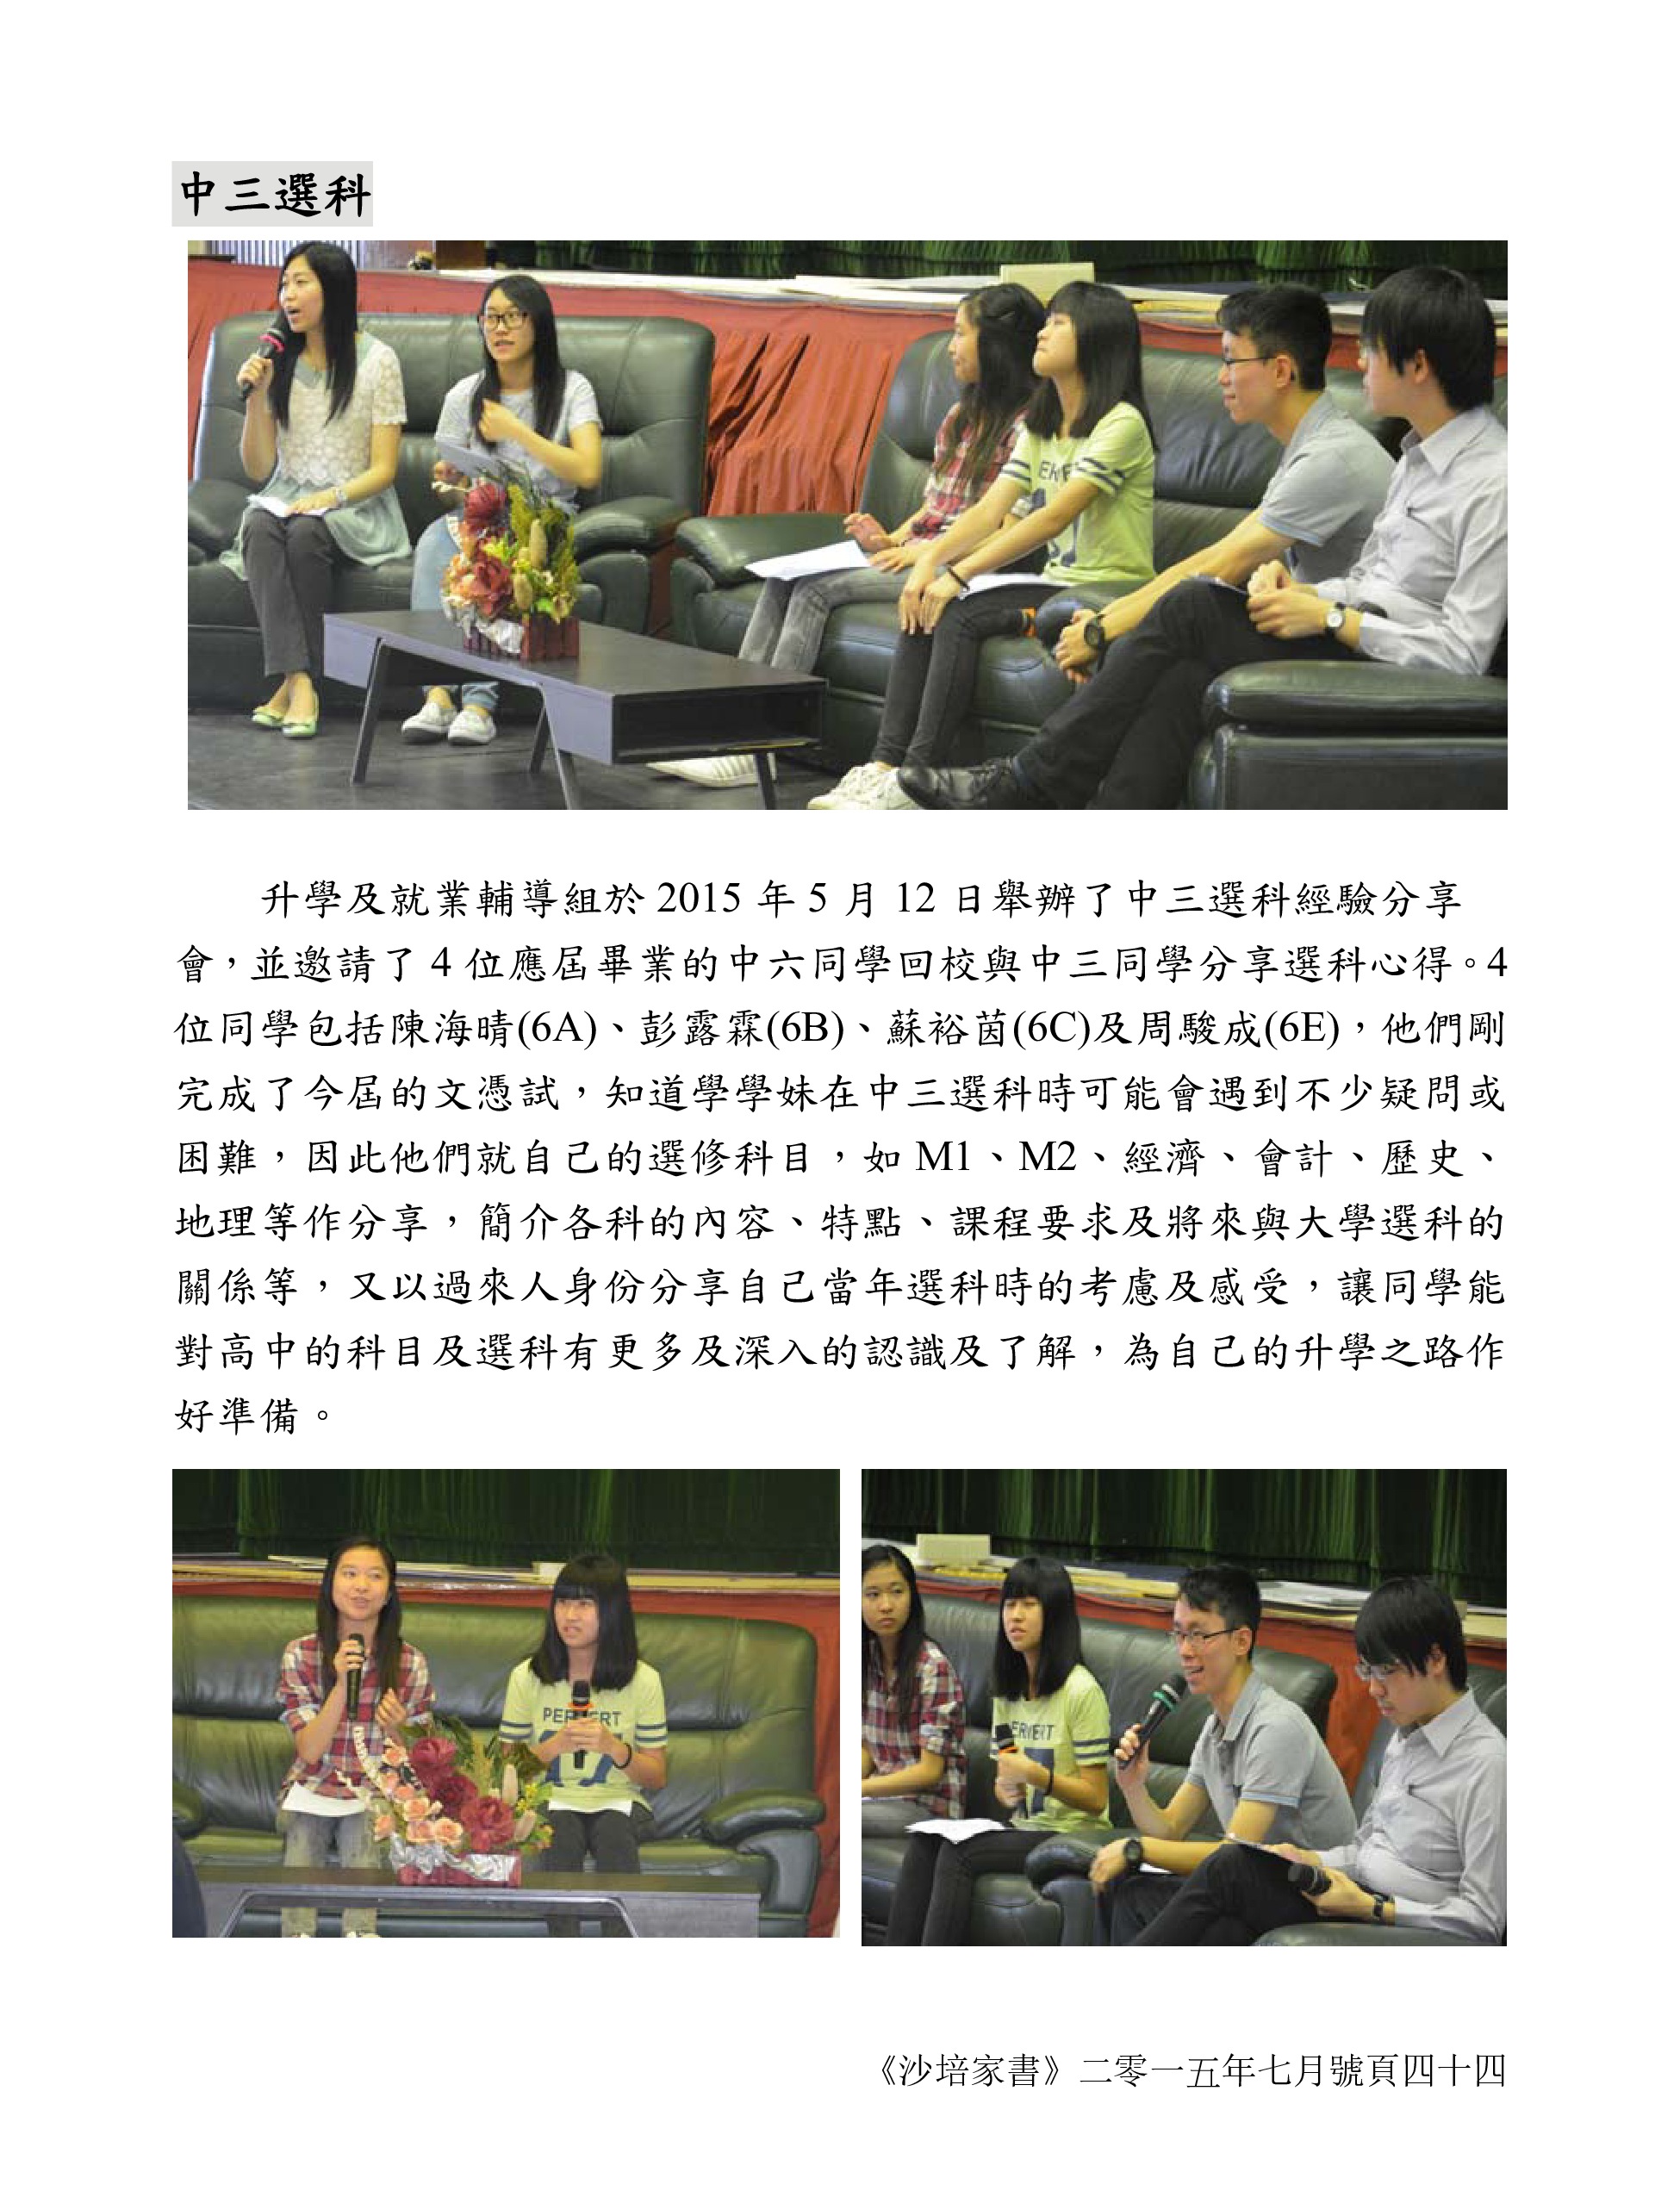 中三選科
升學及就業輔導組於 2015 年 5 月 12 日舉辦了中三選科經驗分享
會，並邀請了 4 位應屆畢業的中六同學回校與中三同學分享選科心得。4
位同學包括陳海晴(6A)、彭露霖(6B)、蘇裕茵(6C)及周駿成(6E)，他們剛
完成了今屆的文憑試，知道學學妹在中三選科時可能會遇到不少疑問或
困難，因此他們就自己的選修科目，如 M1、M2、經濟、會計、歷史、
地理等作分享，簡介各科的內容、特點、課程要求及將來與大學選科的
關係等，又以過來人身份分享自己當年選科時的考慮及感受，讓同學能
對高中的科目及選科有更多及深入的認識及了解，為自己的升學之路作
好準備。
《沙培家書》二零一五年七月號頁四十四